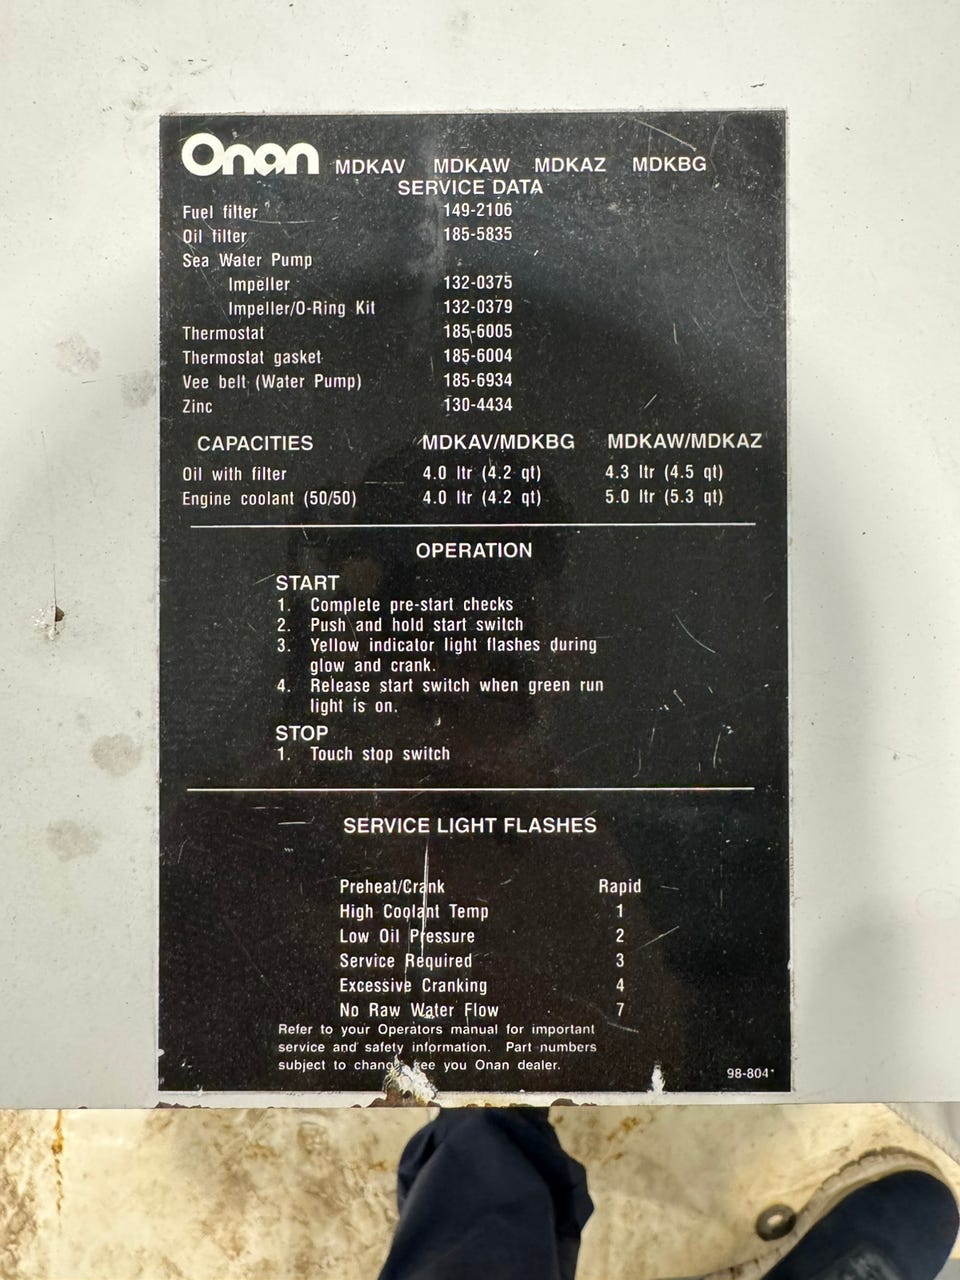 Onan MDKAV MDKAW MDKAZ MDKBG
SERVICE DATA
Fuel filter 149-2106
Oil filter 185-5835
Sea Water Pump
Impeller 132-0375
Impeller/O-Ring Kit 132-0379
Thermostat 185-6005
Thermostat gasket 185-6004
Vee belt (Water Pump) 185-6934
Zinc 130-4434
CAPACITIES MDKAV/MDKBG MDKAW/MDKAZ
Oil with filter 4.0 ltr (4.2 qt) 4.3 ltr (4.5 qt)
Engine coolant (50/50) 4.0 ltr (4.2 qt) 5.0 ltr (5.3 qt)
OPERATION
START
1. Complete pre-start checks
2. Push and hold start switch
3. Yellow indicator light flashes during
glow and crank.
4. Release start switch when green run
light is on.
STOP
1. Touch stop switch
SERVICE LIGHT FLASHES
Preheat/Crank Rapid
High Coolant Temp 1
Low Oil Pressure 2
Service Required 3
Excessive Cranking 4
No Raw Water Flow 7
Refer to your Operators manual for important
service and safety information. Part numbers
subject to you Onan dealer.